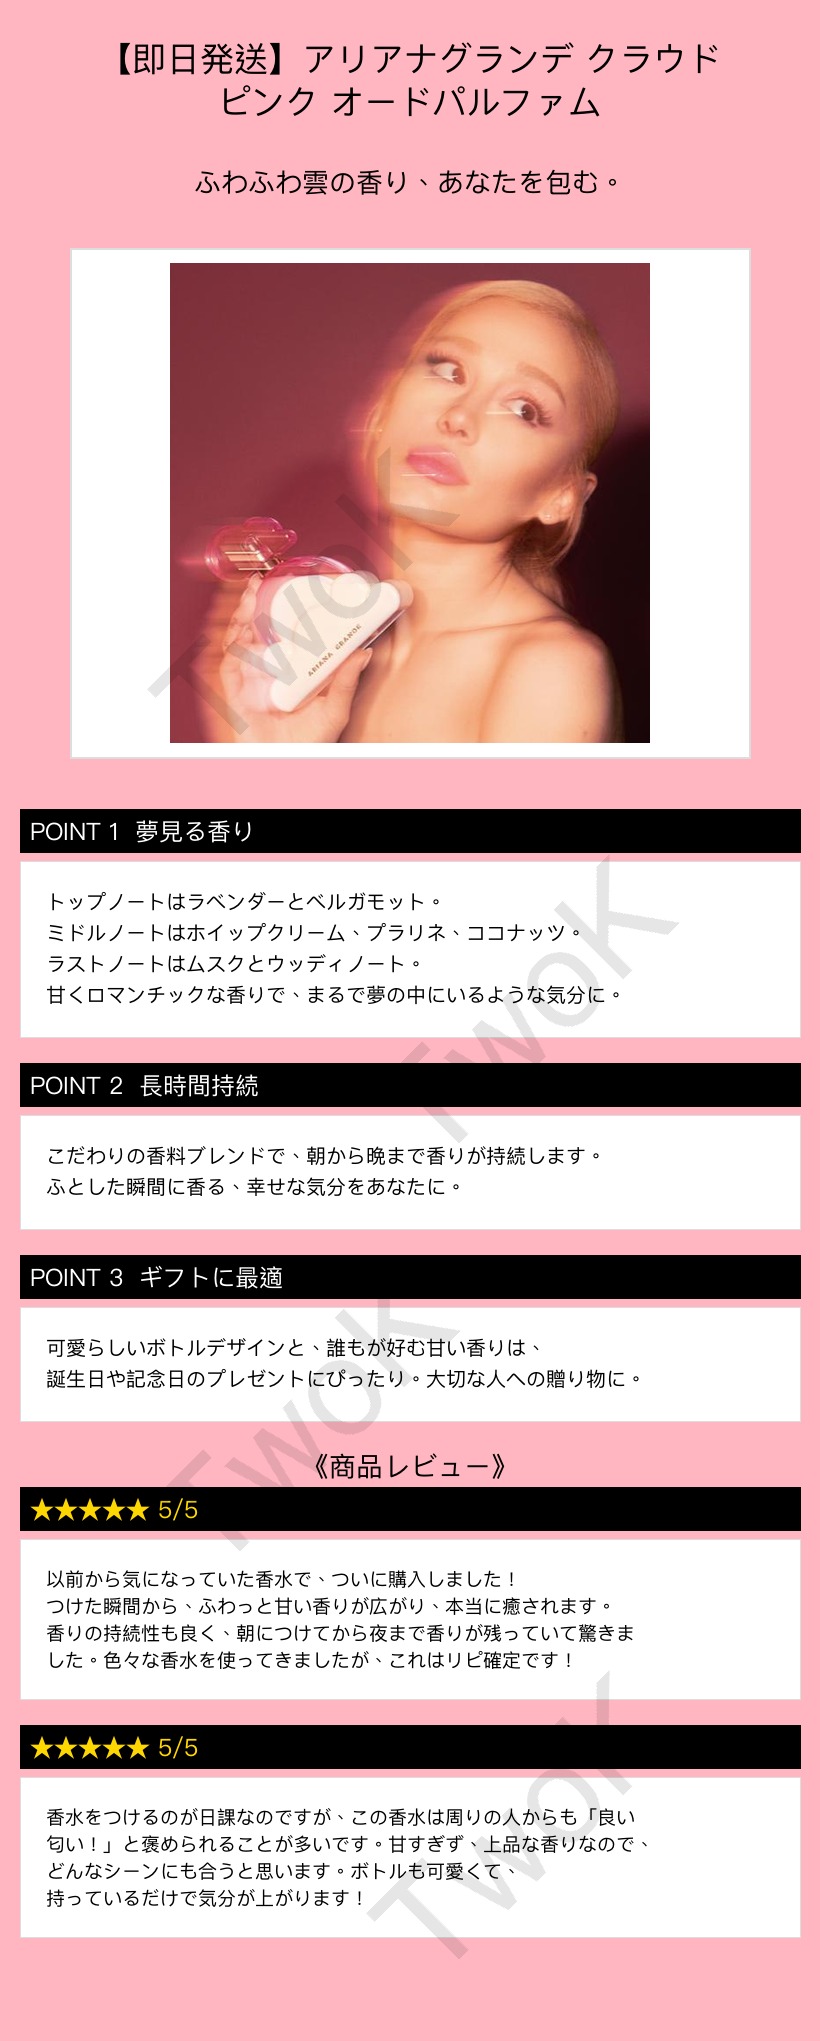 【即日発送】アリアナグランデ クラウド
ピンク オードパルファム
ふわふわ雲の香り、あなたを包む。
ARIANA GRANDE
TwoK
POINT 1 夢見る香り
トップノートはラベンダーとベルガモット。
ミドルノートはホイップクリーム、プラリネ、ココナッツ。
ラストノートはムスクとウッディノート。
甘くロマンチックな香りで、まるで夢の中にいるような気分に。
TwoK
POINT 2 長時間持続
こだわりの香料ブレンドで、朝から晩まで香りが持続します。
ふとした瞬間に香る、幸せな気分をあなたに。
POINT 3 ギフトに最適
可愛らしいボトルデザインと、誰もが好む甘い香りは、
誕生日や記念日のプレゼントにぴったり。大切な人への贈り物に。
TwoK
《商品レビュー》
★★★★★ 5/5
以前から気になっていた香水で、ついに購入しました！
つけた瞬間から、ふわっと甘い香りが広がり、本当に癒されます。
香りの持続性も良く、朝につけてから夜まで香りが残っていて驚きま
した。色々な香水を使ってきましたが、これはリピ確定です！
★★★★★ 5/5
香水をつけるのが日課なのですが、この香水は周りの人からも「良い
匂い！」と褒められることが多いです。甘すぎず、上品な香りなので、
どんなシーンにも合うと思います。ボトルも可愛くて、
持っているだけで気分が上がります！
TwoK